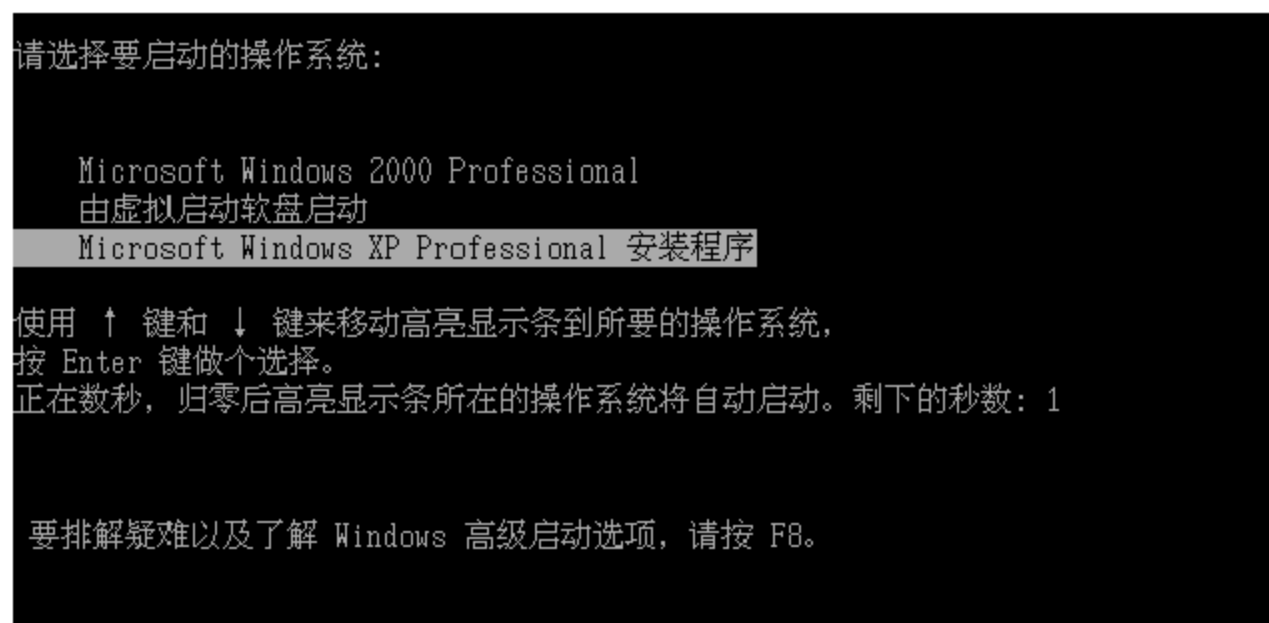 请选择要启动的操作系统:
Microsoft Windows 2000 Professional
由虚拟启动软盘启动
Microsoft Windows XP Professional 安装程序
使用 ↑ 键和 ↓ 键来移动高亮显示条到所要的操作系统,
按 Enter 键做个选择。
正在数秒, 归零后高亮显示条所在的操作系统将自动启动。剩下的秒数: 1
要排解疑难以及了解 Windows 高级启动选项, 请按 F8。